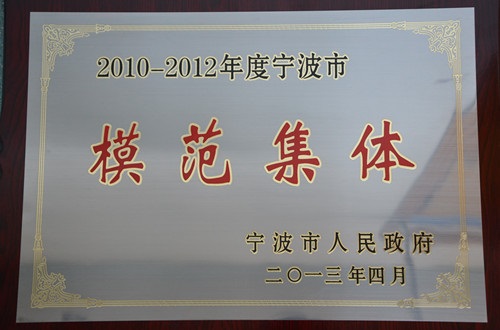 2010-2012年度宁波市
模范集体
宁波市人民政府
二〇一三年四月